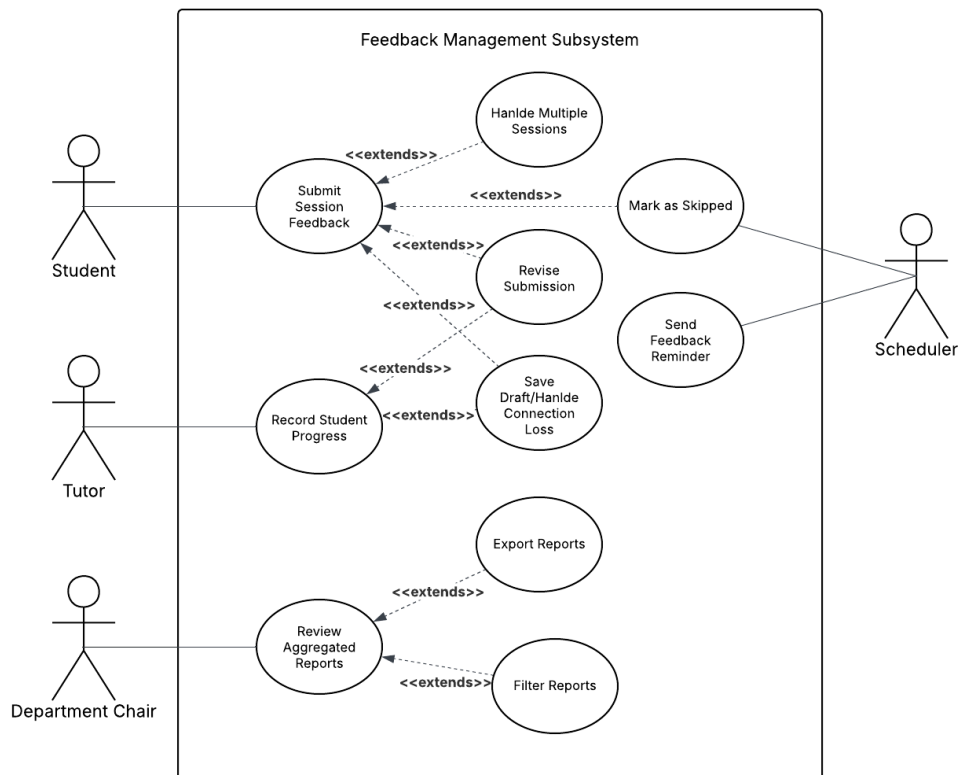 Feedback Management Subsystem
Hanlde Multiple
Sessions
<<extends>>
Submit
Session
Feedback
<<extends>>
Mark as Skipped
Student
<<extends>>
Revise
Submission
<<extends>>
Send
Feedback
Reminder
Scheduler
<<extends>>
Save
Draft/Hanlde
Connection
Loss
Record Student
Progress
<<extends>>
Tutor
Export Reports
<<extends>>
Review
Aggregated
Reports
<<extends>>
Filter Reports
Department Chair